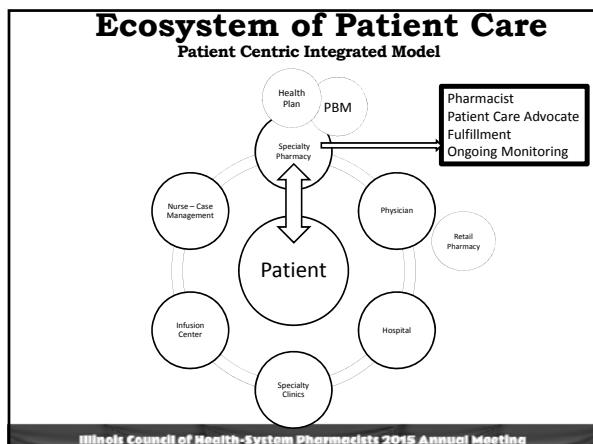 Ecosystem of Patient Care
Patient Centric Integrated Model
Health
Plan
PBM
Specialty
Pharmacy
Pharmacist
Patient Care Advocate
Fulfillment
Ongoing Monitoring
Nurse – Case
Management
Physician
Retail
Pharmacy
Patient
Infusion
Center
Hospital
Specialty
Clinics
Illinois Council of Health-System Pharmacists 2015 Annual Meeting